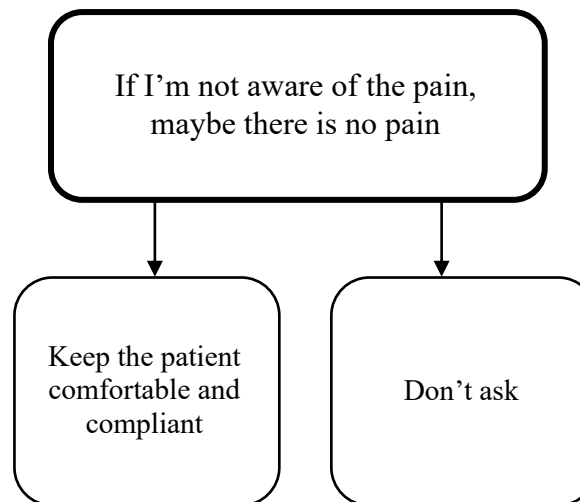 If I’m not aware of the pain,
maybe there is no pain
Keep the patient
comfortable and
compliant
Don’t ask